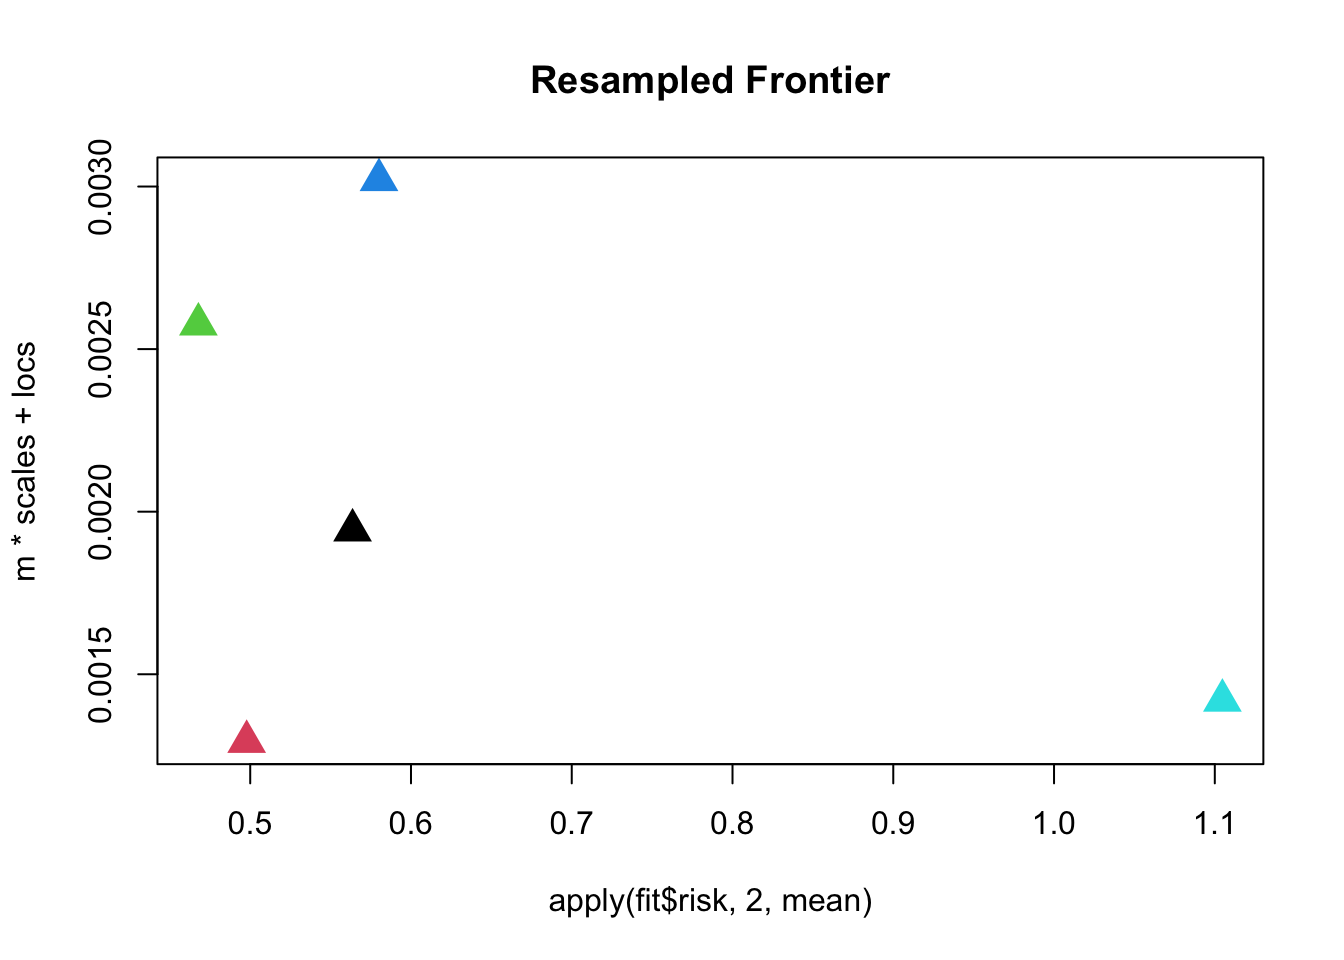 Resampled Frontier
m * scales + locs
0.0030
0.0025
0.0020
0.0015
0.5 0.6 0.7 0.8 0.9 1.0 1.1
apply(fit$risk, 2, mean)